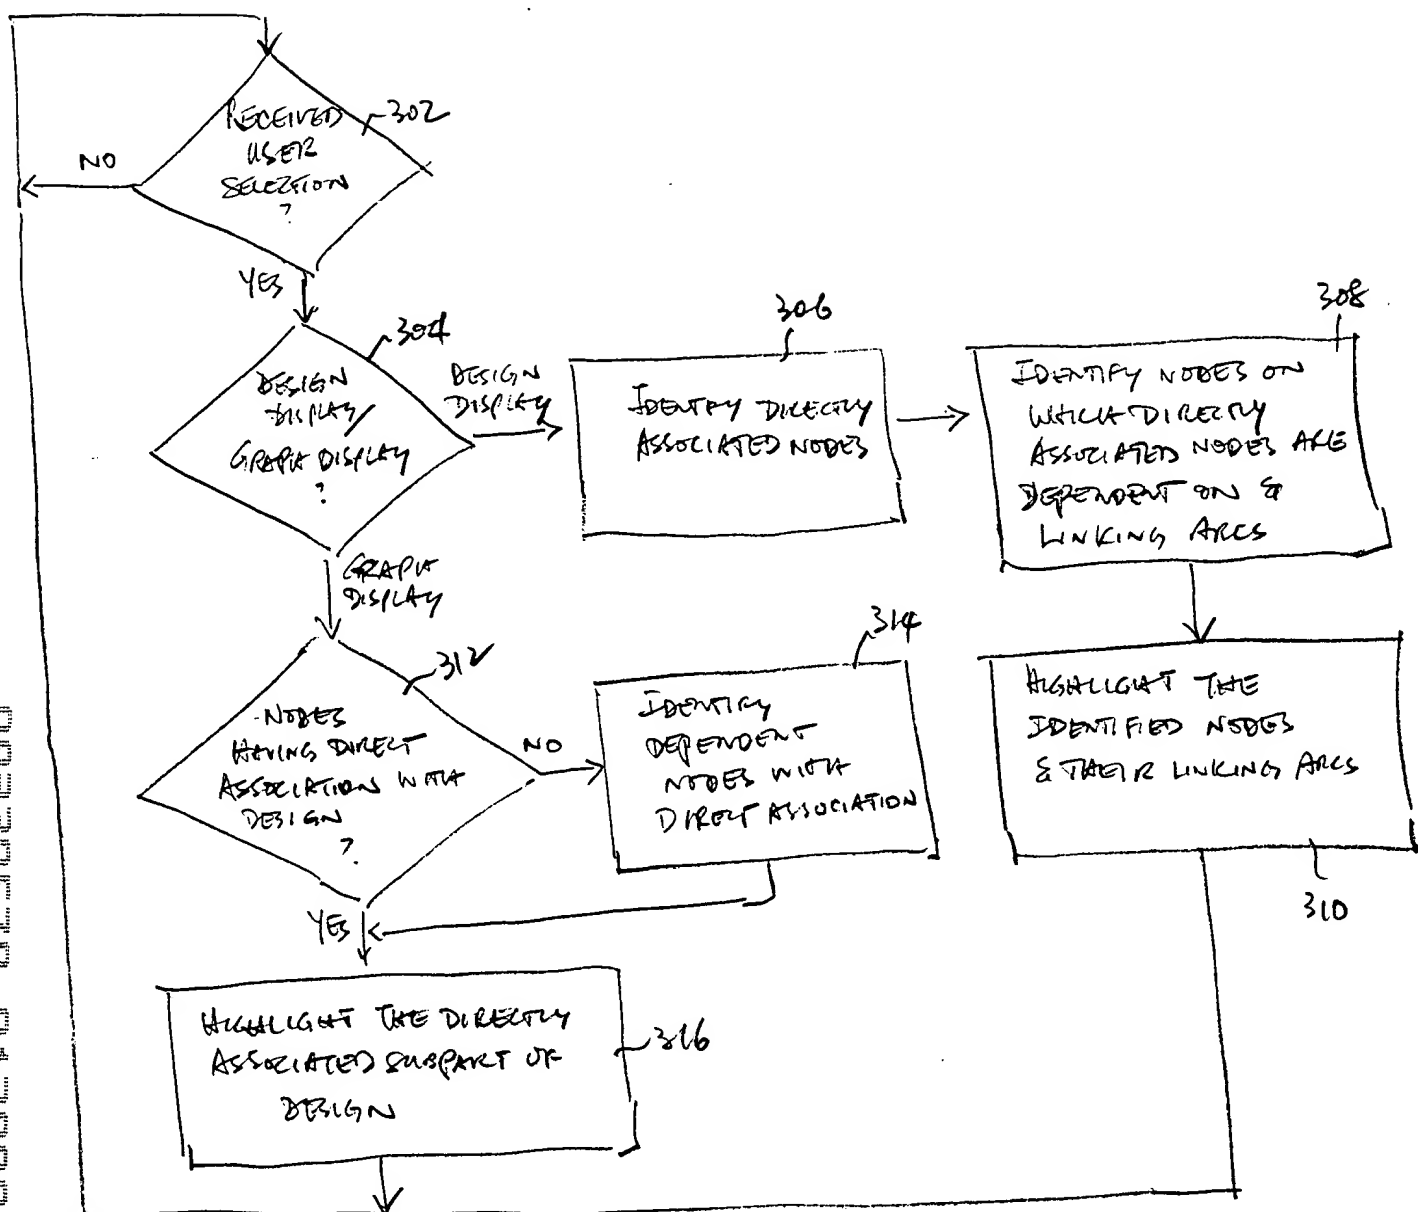 RECEIVED
USER
SELECTION
?
302
NO
YES
304
DESIGN
DISPLAY/
GRAPH DISPLAY
?
DESIGN
DISPLAY
306
IDENTIFY DIRECTLY
ASSOCIATED NODES
308
IDENTIFY NODES ON
WHICH DIRECTLY
ASSOCIATED NODES ARE
DEPENDENT ON &
LINKING ARCS
GRAPH
DISPLAY
312
NODES
HAVING DIRECT
ASSOCIATION WITH
DESIGN
?
NO
314
IDENTIFY
DEPENDENT
NODES WITH
DIRECT ASSOCIATION
HIGHLIGHT THE
IDENTIFIED NODES
& THEIR LINKING ARCS
310
YES
HIGHLIGHT THE DIRECTLY
ASSOCIATED SUBPART OF
DESIGN
316